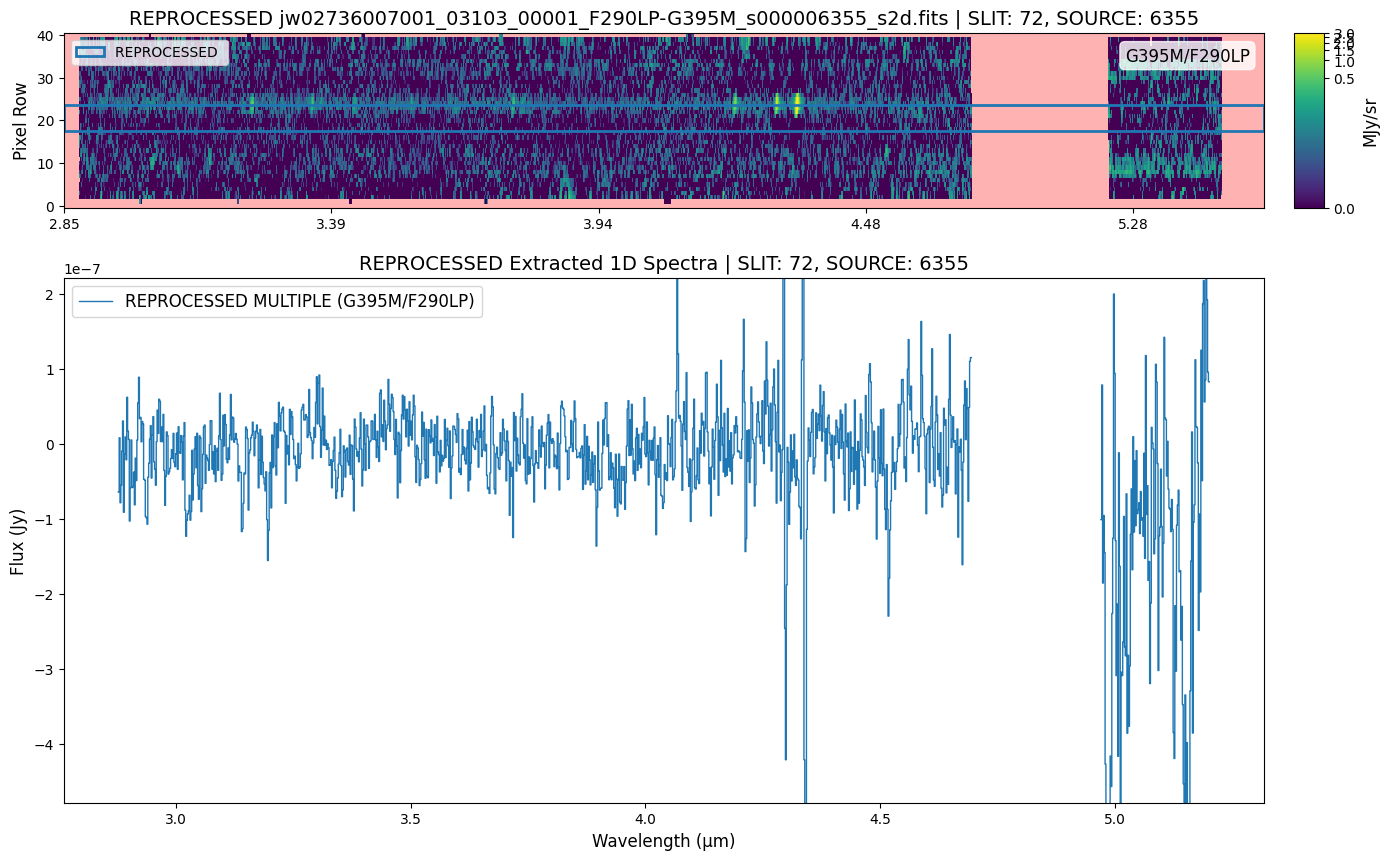 REPROCESSED jw02736007001_03103_00001_F290LP-G395M_s000006355_s2d.fits | SLIT: 72, SOURCE: 6355
Pixel Row
40
30
20
10
0
REPROCESSED
G395M/F290LP
2.85
3.39
3.94
4.48
5.28
3.0
2.0
1.5
1.0
0.5
0.0
MJy/sr
REPROCESSED Extracted 1D Spectra | SLIT: 72, SOURCE: 6355
1e−7
REPROCESSED MULTIPLE (G395M/F290LP)
Flux (Jy)
2
1
0
−1
−2
−3
−4
3.0
3.5
4.0
4.5
5.0
Wavelength (μm)